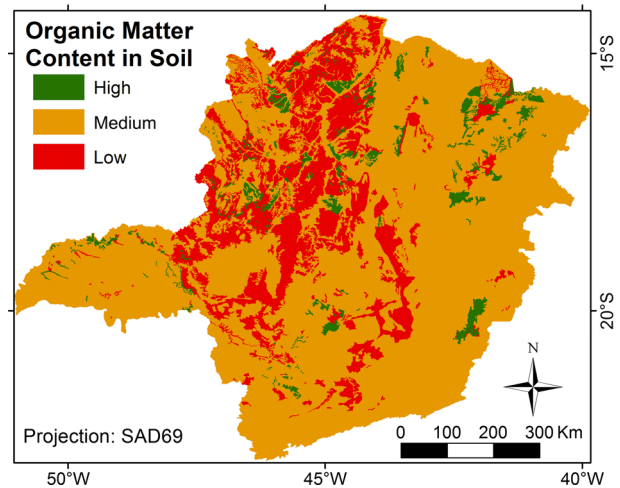 Organic Matter
Content in Soil
High
Medium
Low
15°S
20°S
N
Projection: SAD69
0 100 200 300 Km
50°W 45°W 40°W